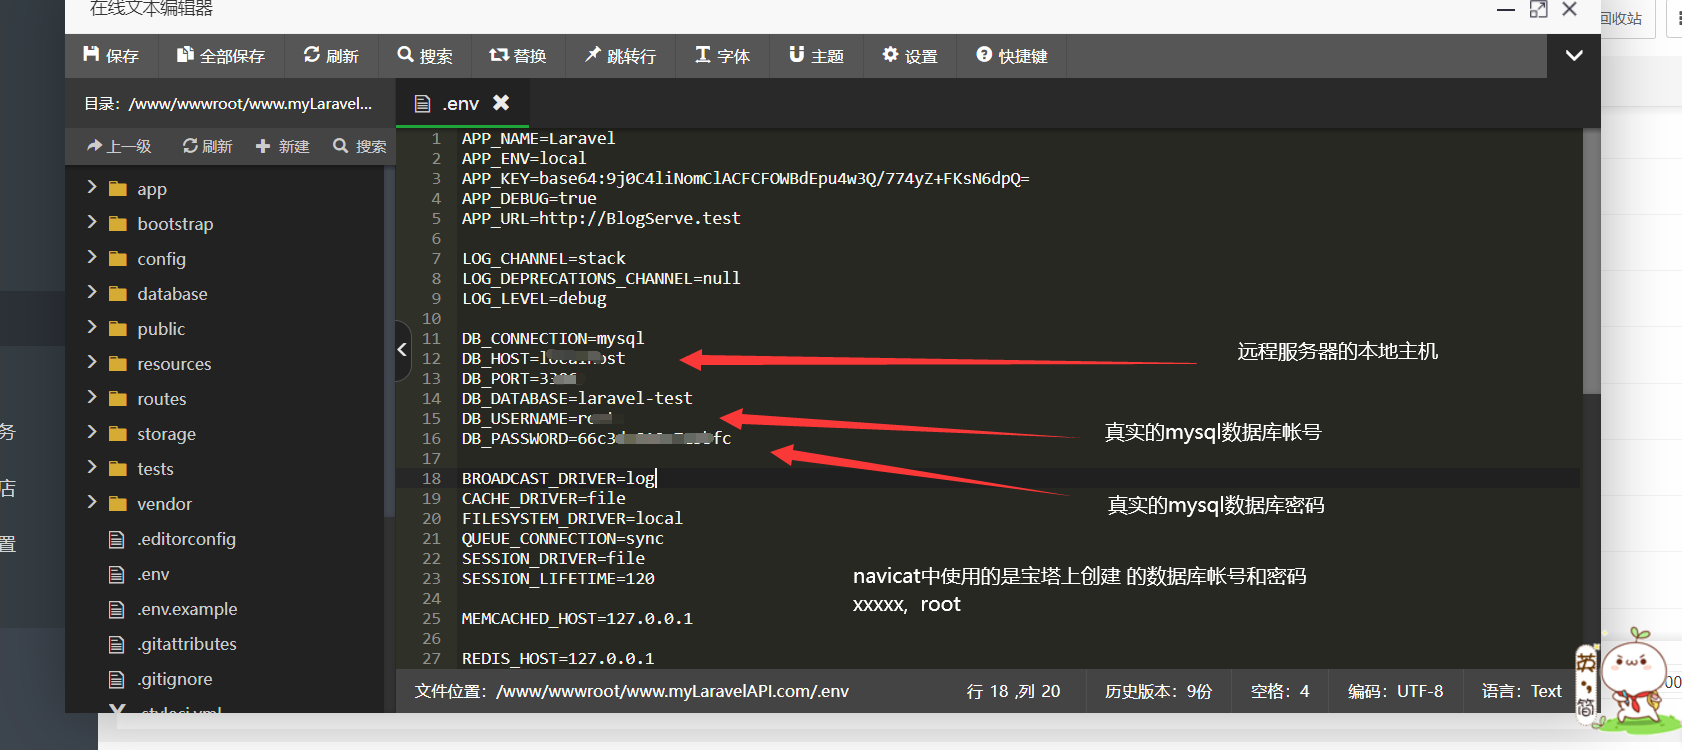 在线文本编辑器
回收站
保存
全部保存
刷新
搜索
替换
跳转行
字体
主题
设置
快捷键
目录： /www/wwwroot/www.myLaravel...
.env
上一级
刷新
新建
搜索
app
bootstrap
config
database
public
resources
routes
storage
tests
vendor
.editorconfig
.env
.env.example
.gitattributes
.gitignore
.styleci.yml
务
店
置
1 APP_NAME=Laravel
2 APP_ENV=local
3 APP_KEY=base64:9j0C4liNomClACFCFOWBdEpu4w3Q/774yZ+FKsN6dpQ=
4 APP_DEBUG=true
5 APP_URL=http://BlogServe.test
6
7 LOG_CHANNEL=stack
8 LOG_DEPRECATIONS_CHANNEL=null
9 LOG_LEVEL=debug
10
11 DB_CONNECTION=mysql
12 DB_HOST=localhost
13 DB_PORT=
14 DB_DATABASE=laravel-test
15 DB_USERNAME=
16 DB_PASSWORD=
17
18 BROADCAST_DRIVER=log
19 CACHE_DRIVER=file
20 FILESYSTEM_DRIVER=local
21 QUEUE_CONNECTION=sync
22 SESSION_DRIVER=file
23 SESSION_LIFETIME=120
24
25 MEMCACHED_HOST=127.0.0.1
26
27 REDIS_HOST=127.0.0.1
远程服务器的本地主机
真实的mysql数据库帐号
真实的mysql数据库密码
navicat中使用的是宝塔上创建 的数据库帐号和密码
xxxxx, root
文件位置： /www/wwwroot/www.myLaravelAPI.com/.env
行 18 ,列 20
历史版本： 9份
空格： 4
编码： UTF-8
语言： Text
英
简